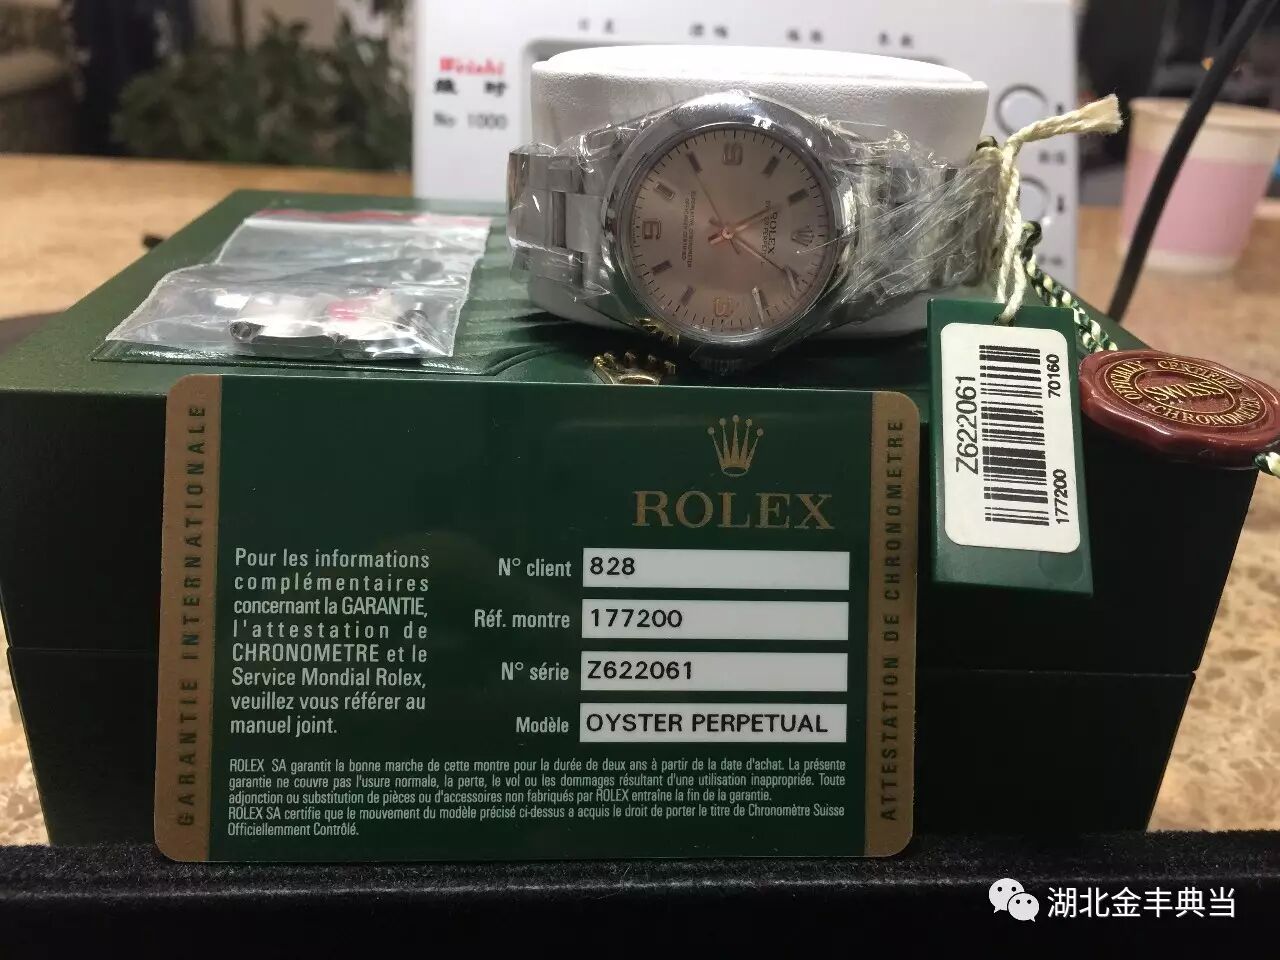 Weishi
No 1000
ROLEX
Z622061
70160
177200
OFFICIALLY CERTIFIED
SWISS
CHRONOMETER
GARANTIE INTERNATIONALE
ROLEX
Pour les informations
complémentaires
concernant la GARANTIE,
l'attestation de
CHRONOMETRE et le
Service Mondial Rolex,
veuillez vous référer au
manuel joint.
N° client 828
Réf. montre 177200
N° série Z622061
Modèle OYSTER PERPETUAL
ROLEX SA garantit la bonne marche de cette montre pour la durée de deux ans à partir de la date d'achat. La présente
garantie ne couvre pas l'usure normale, la perte, le vol ou les dommages résultant d'une utilisation inappropriée. Toute
adjonction ou substitution de pièces ou d'accessoires non fabriqués par ROLEX entraîne la fin de la garantie.
ROLEX SA certifie que le mouvement du modèle précisé ci-dessus a acquis le droit de porter le titre de Chronomètre Suisse
Officiellemment Contrôlé.
ATTESTATION DE CHRONOMETRE
湖北金丰典当